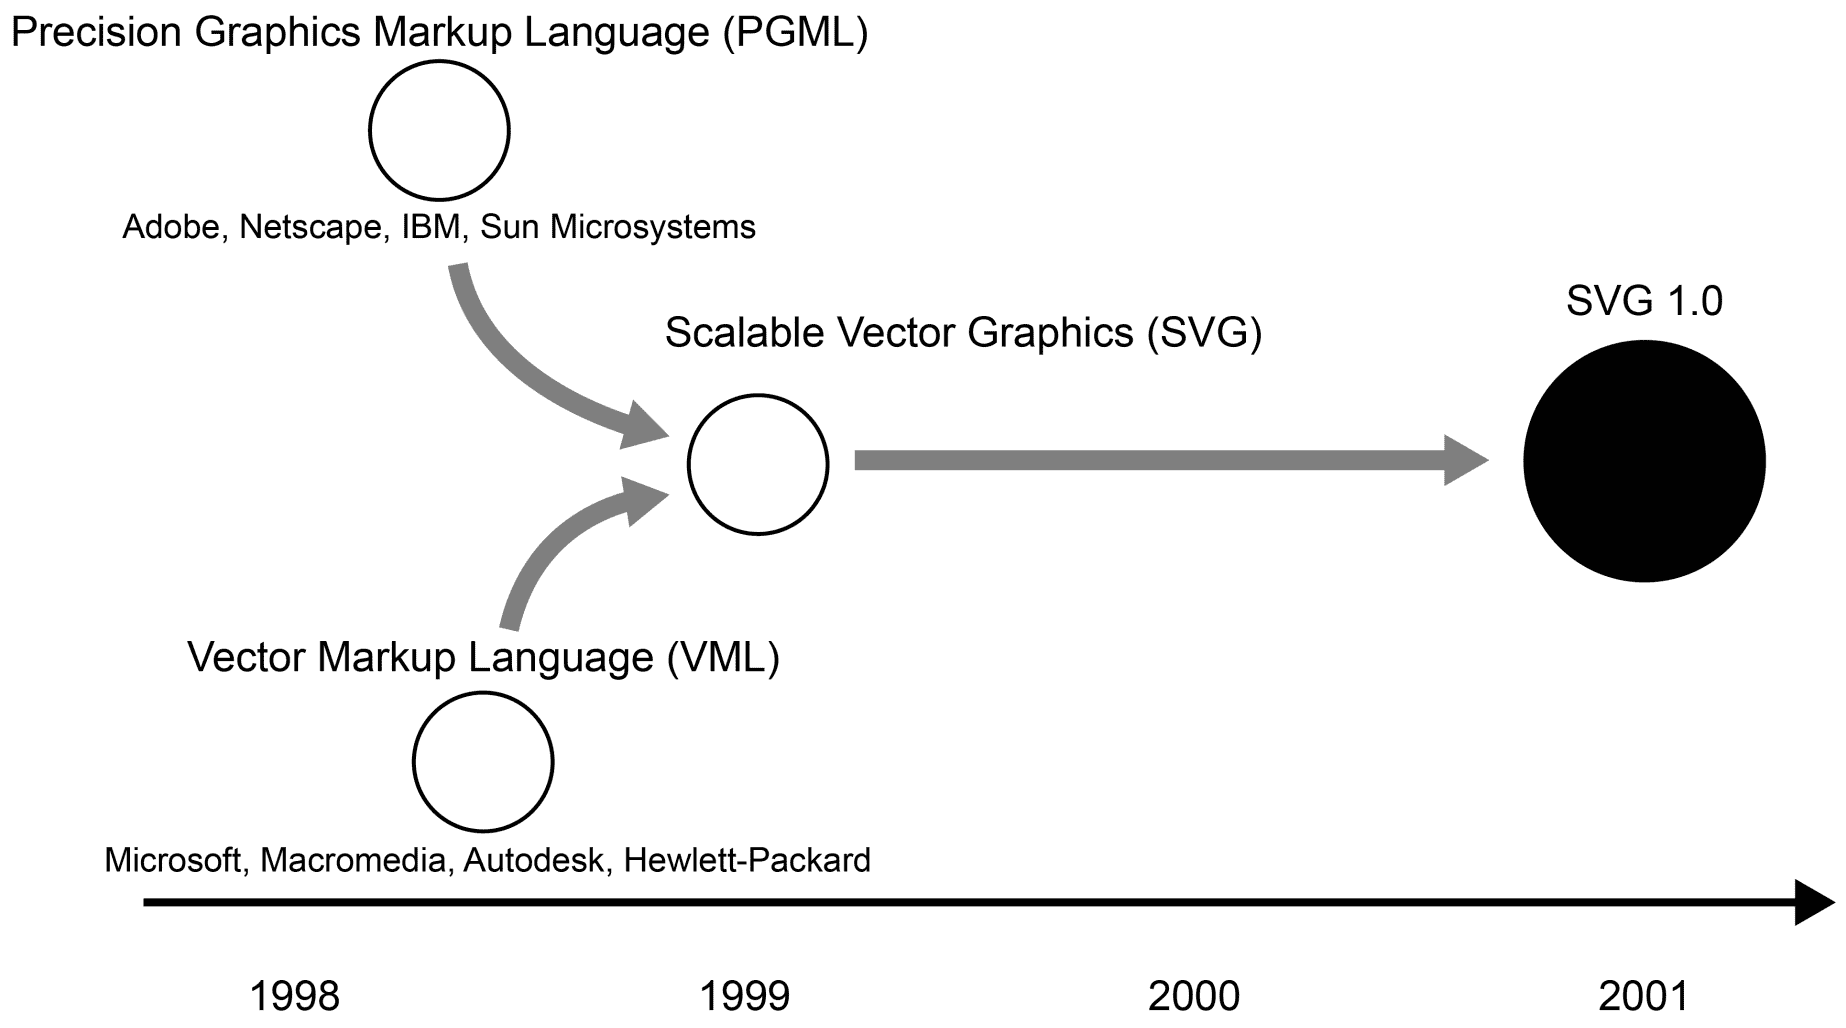 Precision Graphics Markup Language (PGML)
Adobe, Netscape, IBM, Sun Microsystems
SVG 1.0
Scalable Vector Graphics (SVG)
Vector Markup Language (VML)
Microsoft, Macromedia, Autodesk, Hewlett-Packard
1998 1999 2000 2001